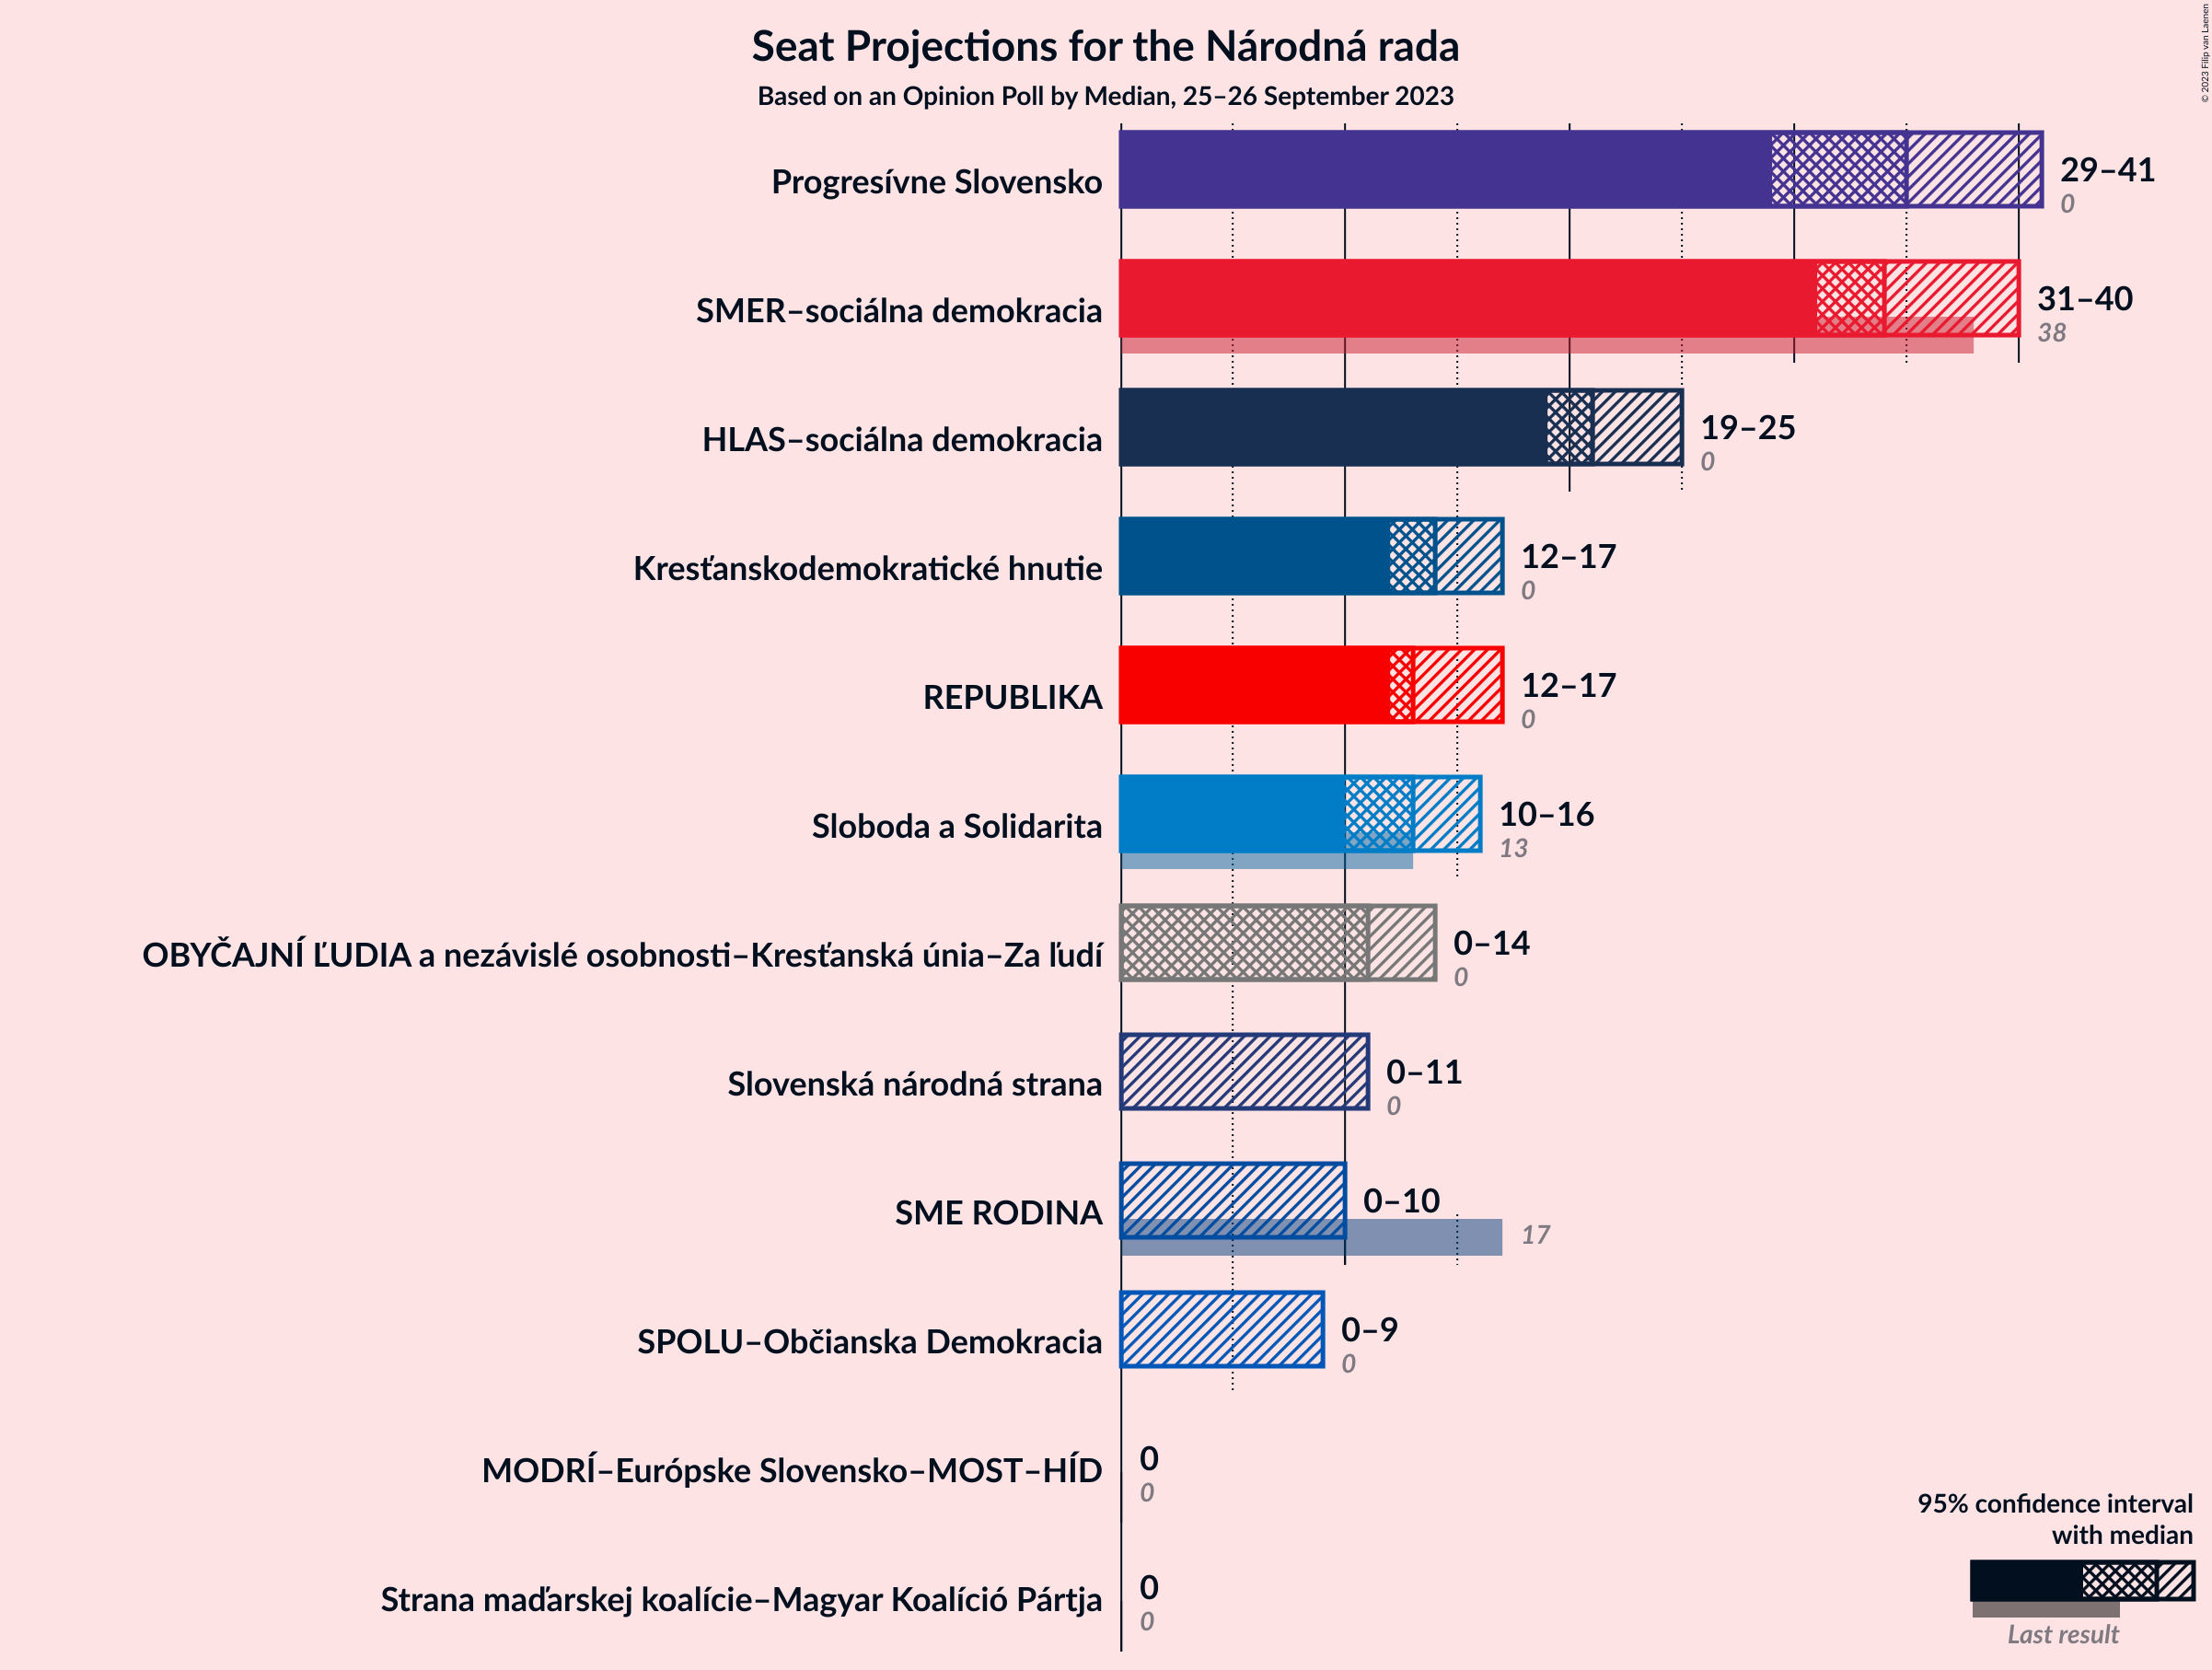 Seat Projections for the Národná rada
Based on an Opinion Poll by Median, 25–26 September 2023
© 2023 Filip van Laenen
Progresívne Slovensko
29–41
0
SMER–sociálna demokracia
31–40
38
HLAS–sociálna demokracia
19–25
0
Kresťanskodemokratické hnutie
12–17
0
REPUBLIKA
12–17
0
Sloboda a Solidarita
10–16
13
OBYČAJNÍ ĽUDIA a nezávislé osobnosti–Kresťanská únia–Za ľudí
0–14
0
Slovenská národná strana
0–11
0
SME RODINA
0–10
17
SPOLU–Občianska Demokracia
0–9
0
MODRÍ–Európske Slovensko–MOST–HÍD
0
0
Strana maďarskej koalície–Magyar Koalíció Pártja
0
0
95% confidence interval
with median
Last result